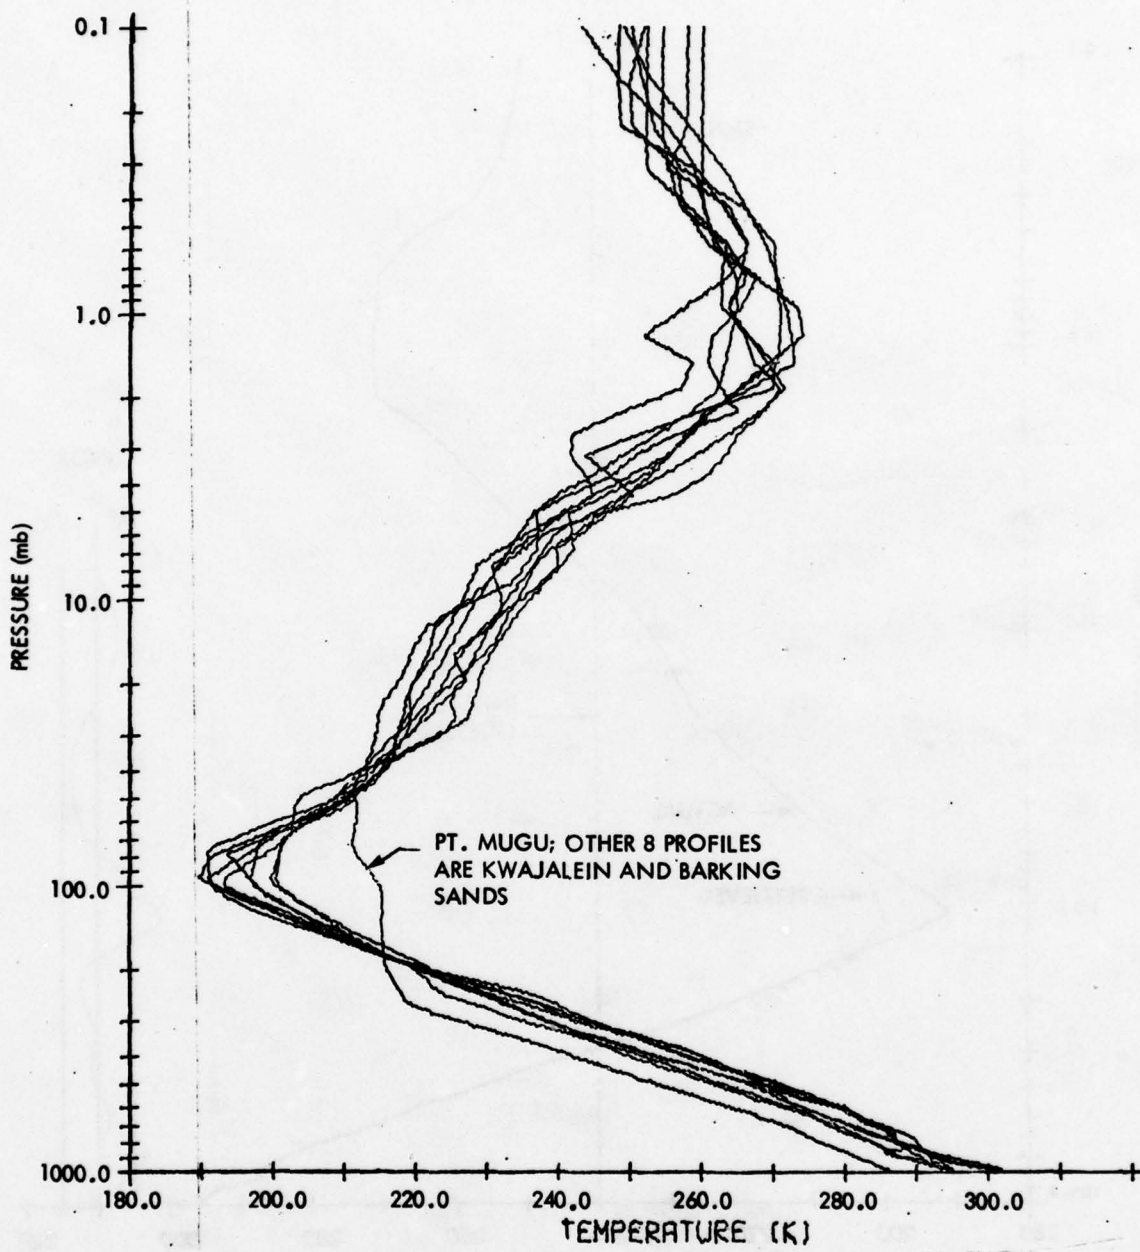 0.1
1.0
10.0
100.0
1000.0
PRESSURE (mb)
PT. MUGU; OTHER 8 PROFILES
ARE KWAJALEIN AND BARKING
SANDS
180.0 200.0 220.0 240.0 260.0 280.0 300.0
TEMPERATURE (K)